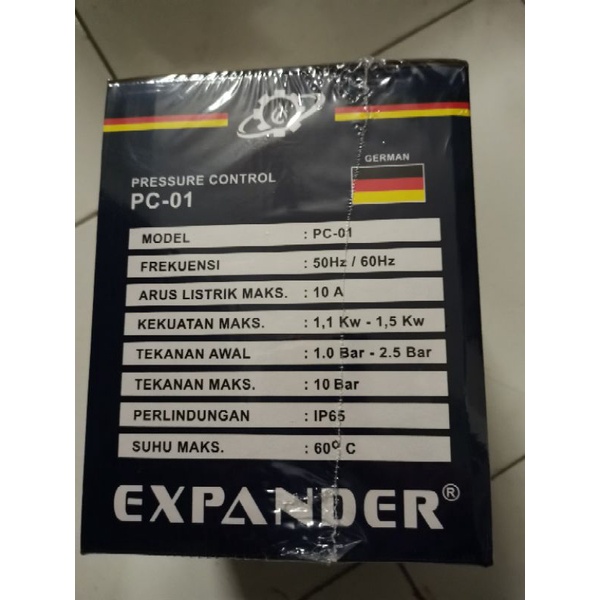 GERMAN
PRESSURE CONTROL
PC-01
MODEL : PC-01
FREKUENSI : 50Hz / 60Hz
ARUS LISTRIK MAKS. : 10 A
KEKUATAN MAKS. : 1,1 Kw - 1,5 Kw
TEKANAN AWAL : 1.0 Bar - 2.5 Bar
TEKANAN MAKS. : 10 Bar
PERLINDUNGAN : IP65
SUHU MAKS. : 60° C
EXPANDER®